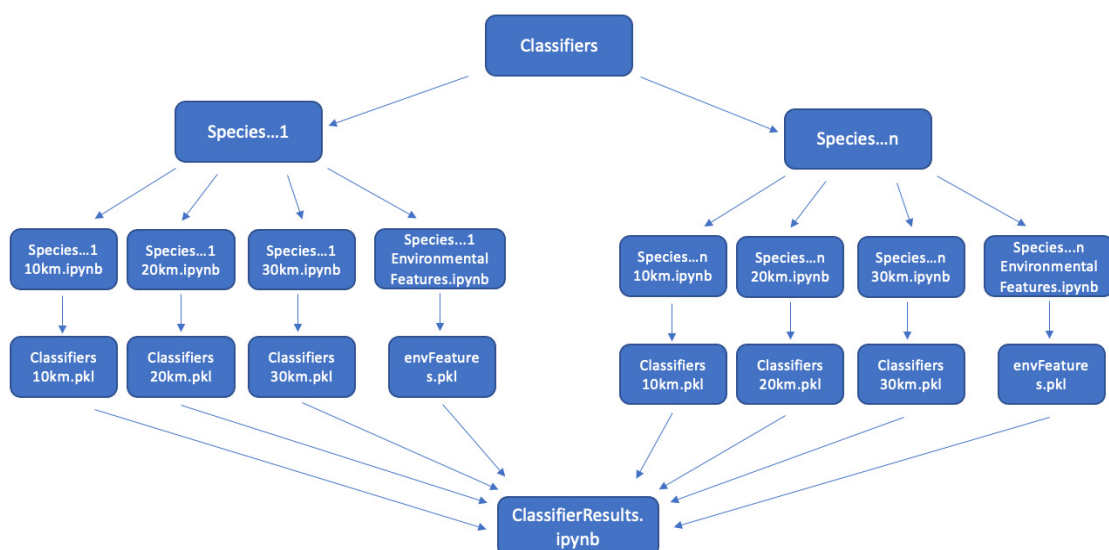 Classifiers
Species...1
Species...n
Species...1
10km.ipynb
Species...1
20km.ipynb
Species...1
30km.ipynb
Species...1
Environmental
Features.ipynb
Species...n
10km.ipynb
Species...n
20km.ipynb
Species...n
30km.ipynb
Species...n
Environmental
Features.ipynb
Classifiers
10km.pkl
Classifiers
20km.pkl
Classifiers
30km.pkl
envFeature
s.pkl
Classifiers
10km.pkl
Classifiers
20km.pkl
Classifiers
30km.pkl
envFeature
s.pkl
ClassifierResults.
ipynb